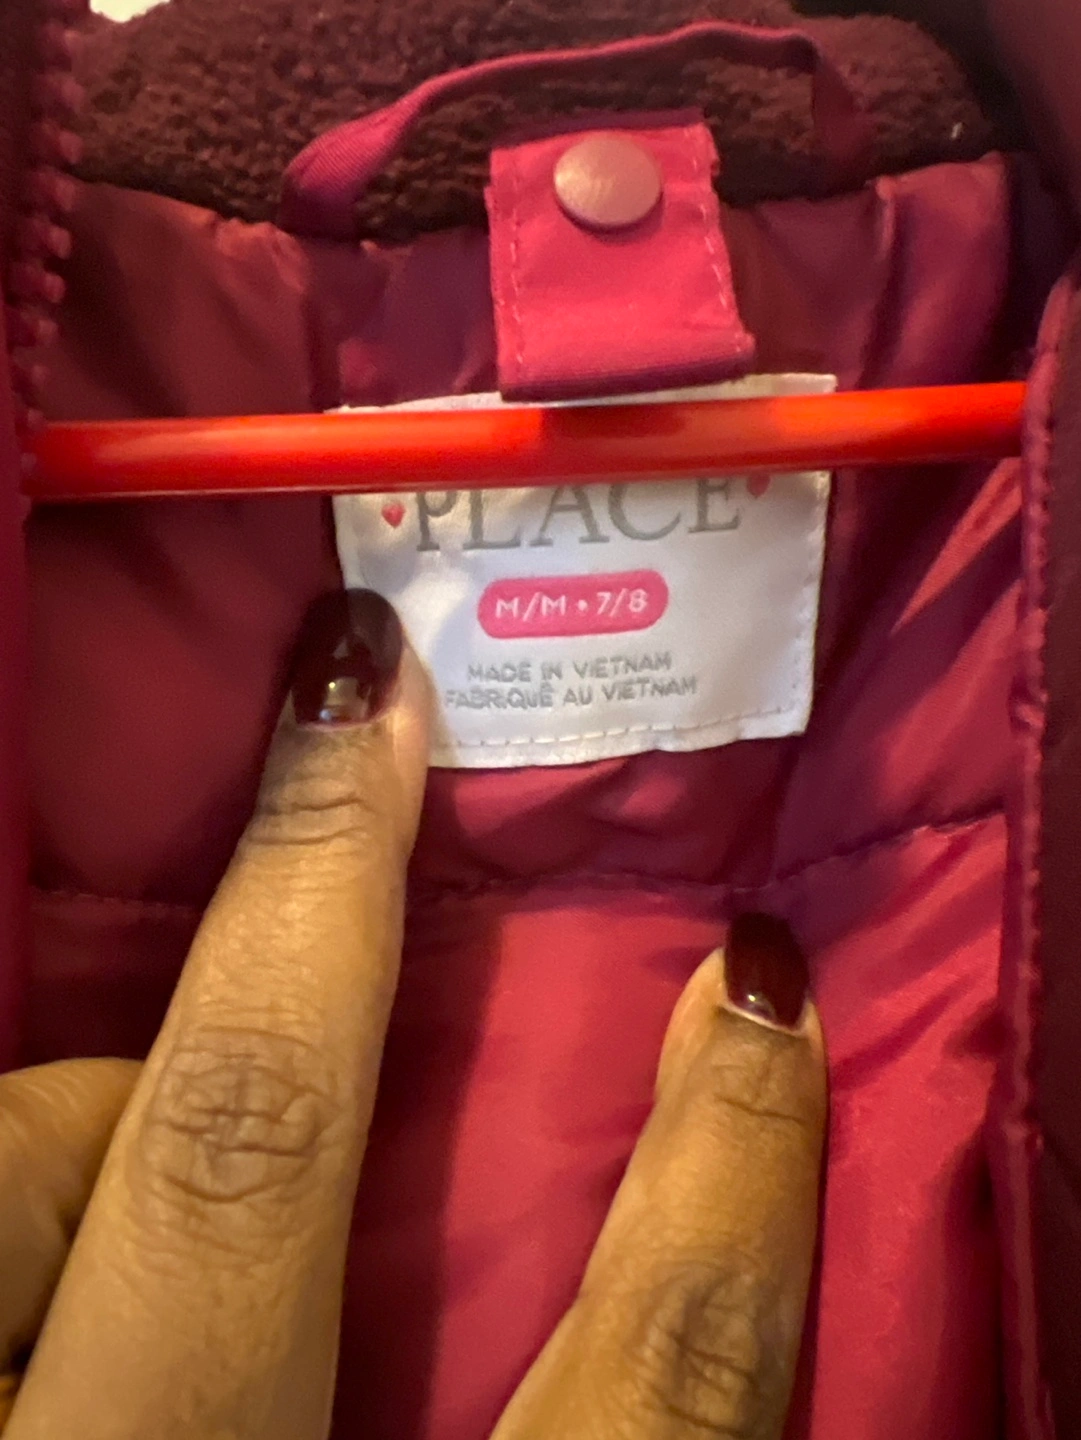 PLACE
M/M • 7/8
MADE IN VIETNAM
FABRIQUÉ AU VIETNAM